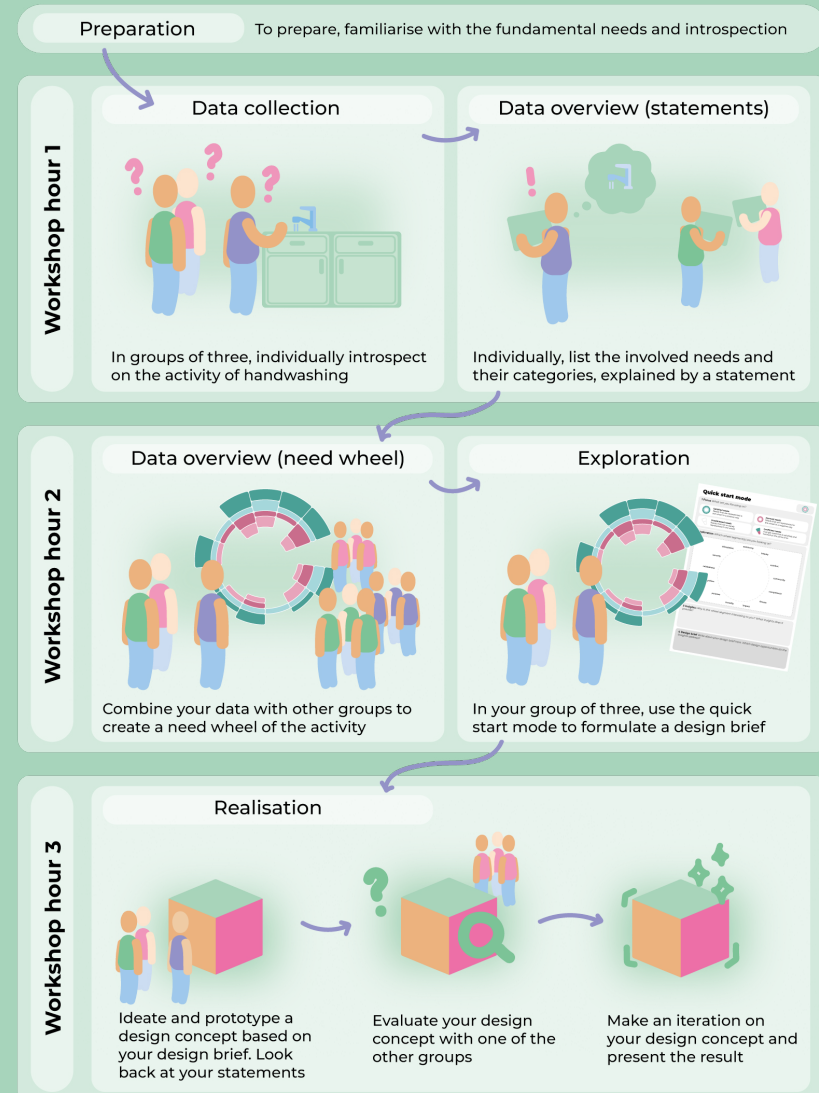 Preparation
To prepare, familiarise with the fundamental needs and introspection
Workshop hour 1
Data collection
In groups of three, individually introspect
on the activity of handwashing
Data overview (statements)
Individually, list the involved needs and
their categories, explained by a statement
Workshop hour 2
Data overview (need wheel)
Combine your data with other groups to
create a need wheel of the activity
Exploration
Quick start mode
In your group of three, use the quick
start mode to formulate a design brief
Workshop hour 3
Realisation
Ideate and prototype a
design concept based on
your design brief. Look
back at your statements
Evaluate your design
concept with one of the
other groups
Make an iteration on
your design concept and
present the result